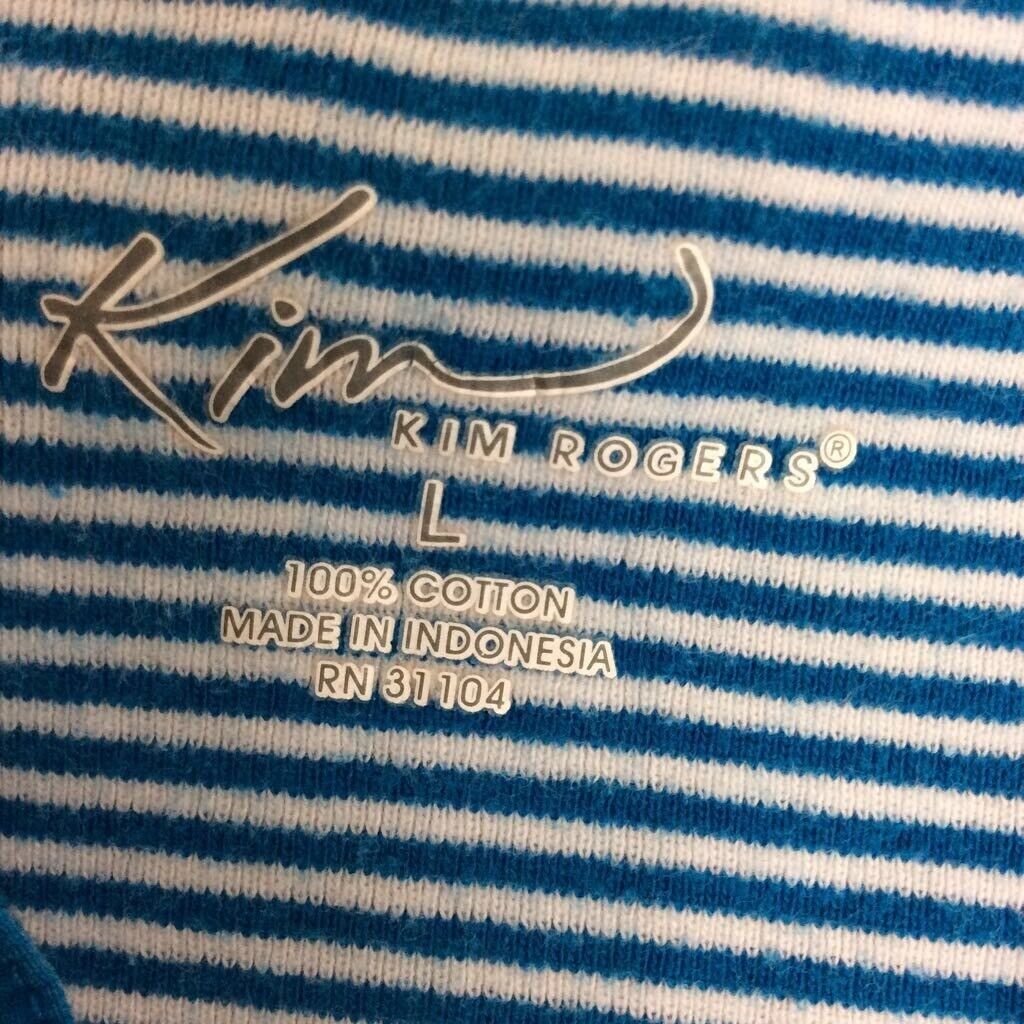 Kim
KIM ROGERS®
L
100% COTTON
MADE IN INDONESIA
RN 31104